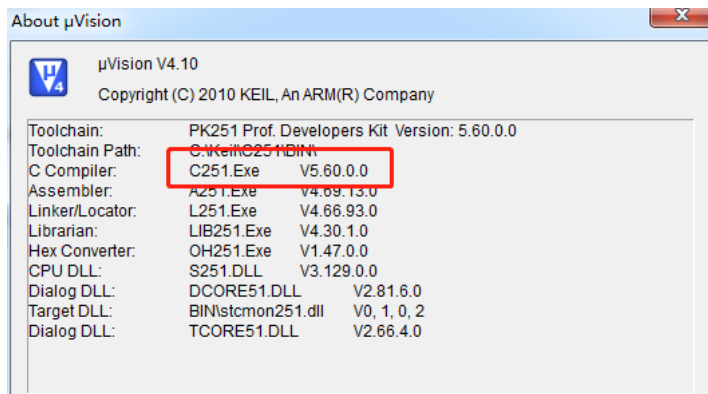 About µVision
µVision V4.10
Copyright (C) 2010 KEIL, An ARM(R) Company
Toolchain: PK251 Prof. Developers Kit Version: 5.60.0.0
Toolchain Path: C:\Keil\C251\BIN\
C Compiler: C251.Exe V5.60.0.0
Assembler: A251.Exe V4.69.13.0
Linker/Locator: L251.Exe V4.66.93.0
Librarian: LIB251.Exe V4.30.1.0
Hex Converter: OH251.Exe V1.47.0.0
CPU DLL: S251.DLL V3.129.0.0
Dialog DLL: DCORE51.DLL V2.81.6.0
Target DLL: BIN\stcmon251.dll V0, 1, 0, 2
Dialog DLL: TCORE51.DLL V2.66.4.0